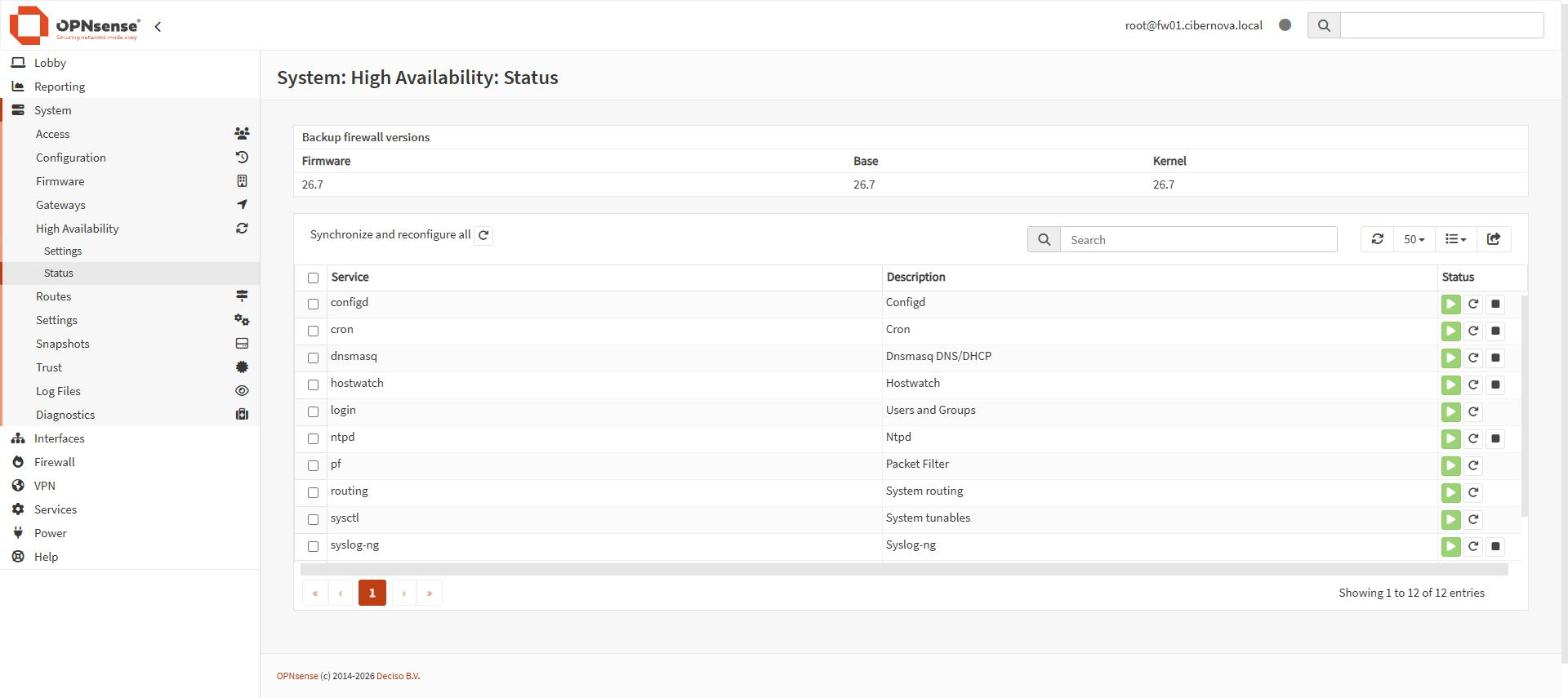 OPNsense®
Securing networks made easy
root@fw01.cibernova.local
Lobby
Reporting
System
Access
Configuration
Firmware
Gateways
High Availability
Settings
Status
Routes
Settings
Snapshots
Trust
Log Files
Diagnostics
Interfaces
Firewall
VPN
Services
Power
Help
System: High Availability: Status
Backup firewall versions
Firmware Base Kernel
26.7 26.7 26.7
Synchronize and reconfigure all
Search
50
Service Description Status
configd Configd
cron Cron
dnsmasq Dnsmasq DNS/DHCP
hostwatch Hostwatch
login Users and Groups
ntpd Ntpd
pf Packet Filter
routing System routing
sysctl System tunables
syslog-ng Syslog-ng
« ‹ 1 › »
Showing 1 to 12 of 12 entries
OPNsense (c) 2014-2026 Deciso B.V.